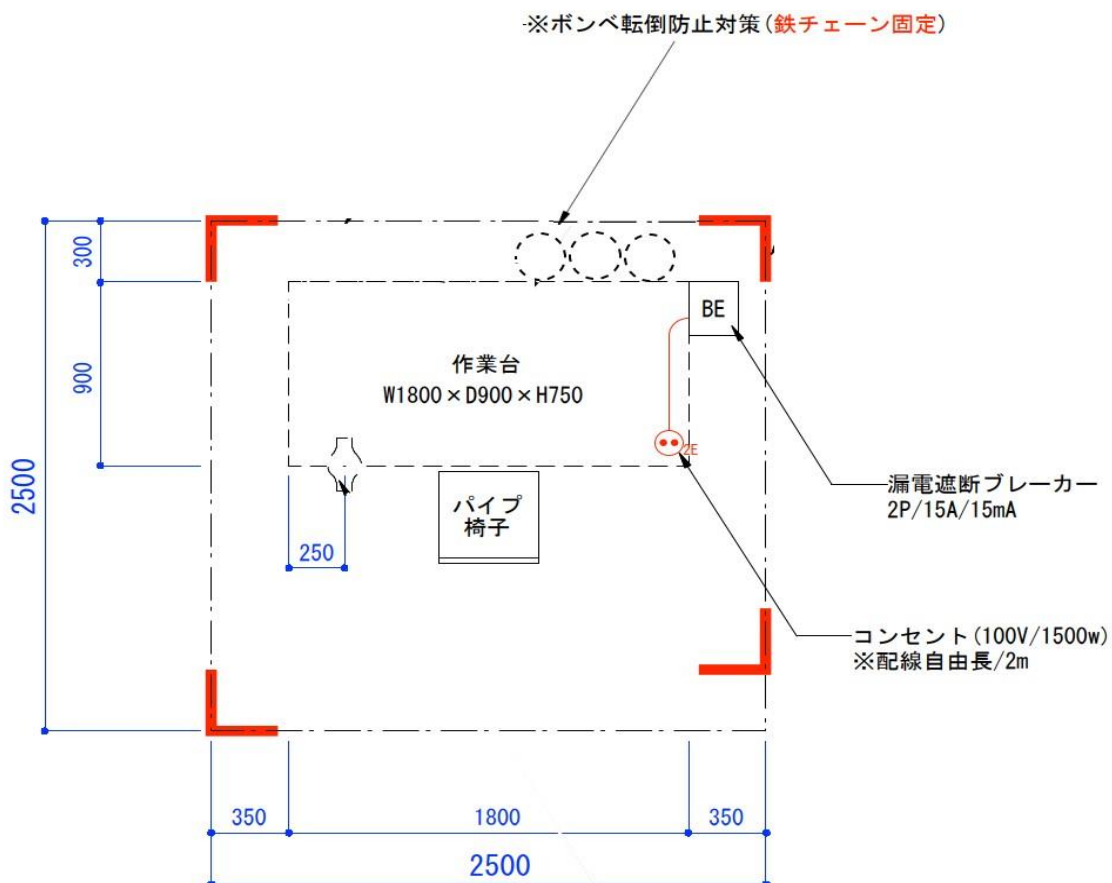 ※ボンベ転倒防止対策(鉄チェーン固定)
300
BE
作業台
W1800×D900×H750
900
2E
2500
漏電遮断ブレーカー
2P/15A/15mA
パイプ
椅子
250
コンセント(100V/1500w)
※配線自由長/2m
350
1800
350
2500